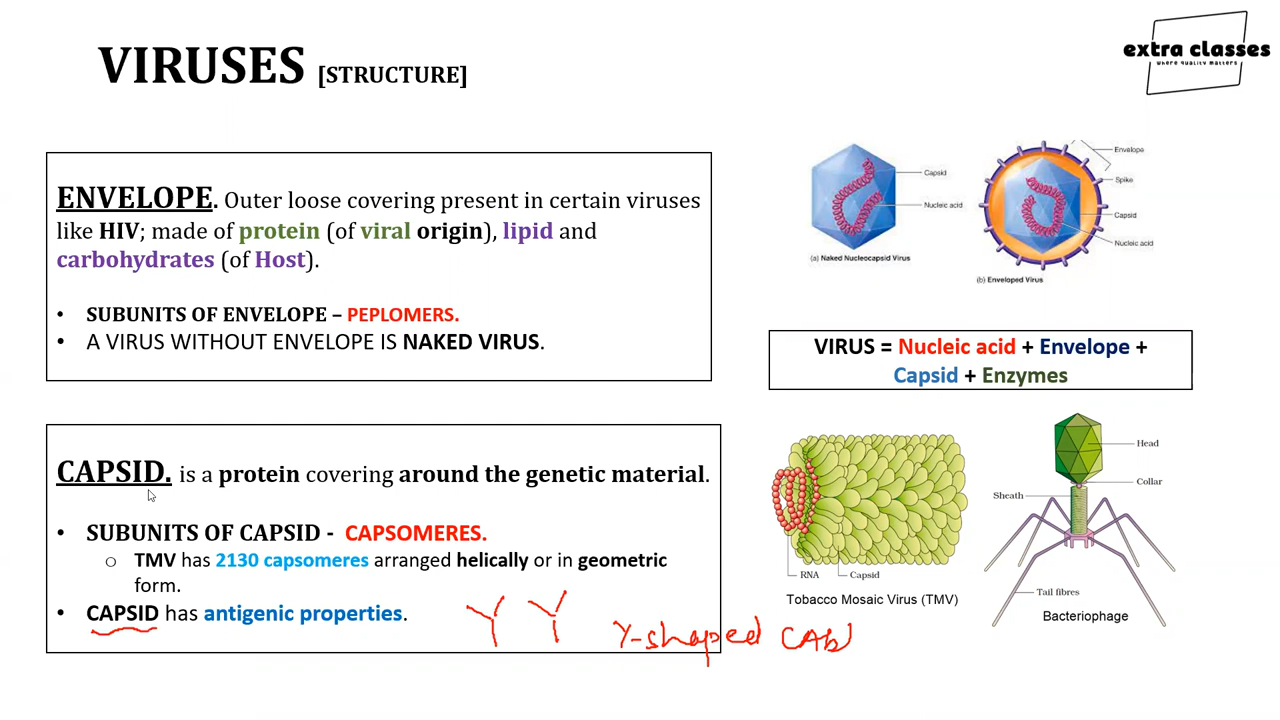 VIRUSES [STRUCTURE]
extra classes
where quality matters
ENVELOPE. Outer loose covering present in certain viruses
like HIV; made of protein (of viral origin), lipid and
carbohydrates (of Host).
• SUBUNITS OF ENVELOPE – PEPLOMERS.
• A VIRUS WITHOUT ENVELOPE IS NAKED VIRUS.
Capsid
Nucleic acid
(a) Naked Nucleocapsid Virus
Envelope
Spike
Capsid
Nucleic acid
(b) Enveloped Virus
VIRUS = Nucleic acid + Envelope +
Capsid + Enzymes
CAPSID. is a protein covering around the genetic material.
• SUBUNITS OF CAPSID - CAPSOMERES.
o TMV has 2130 capsomeres arranged helically or in geometric
form.
• CAPSID has antigenic properties.
Y Y Y-shaped (Ab)
RNA
Capsid
Tobacco Mosaic Virus (TMV)
Head
Collar
Sheath
Tail fibres
Bacteriophage